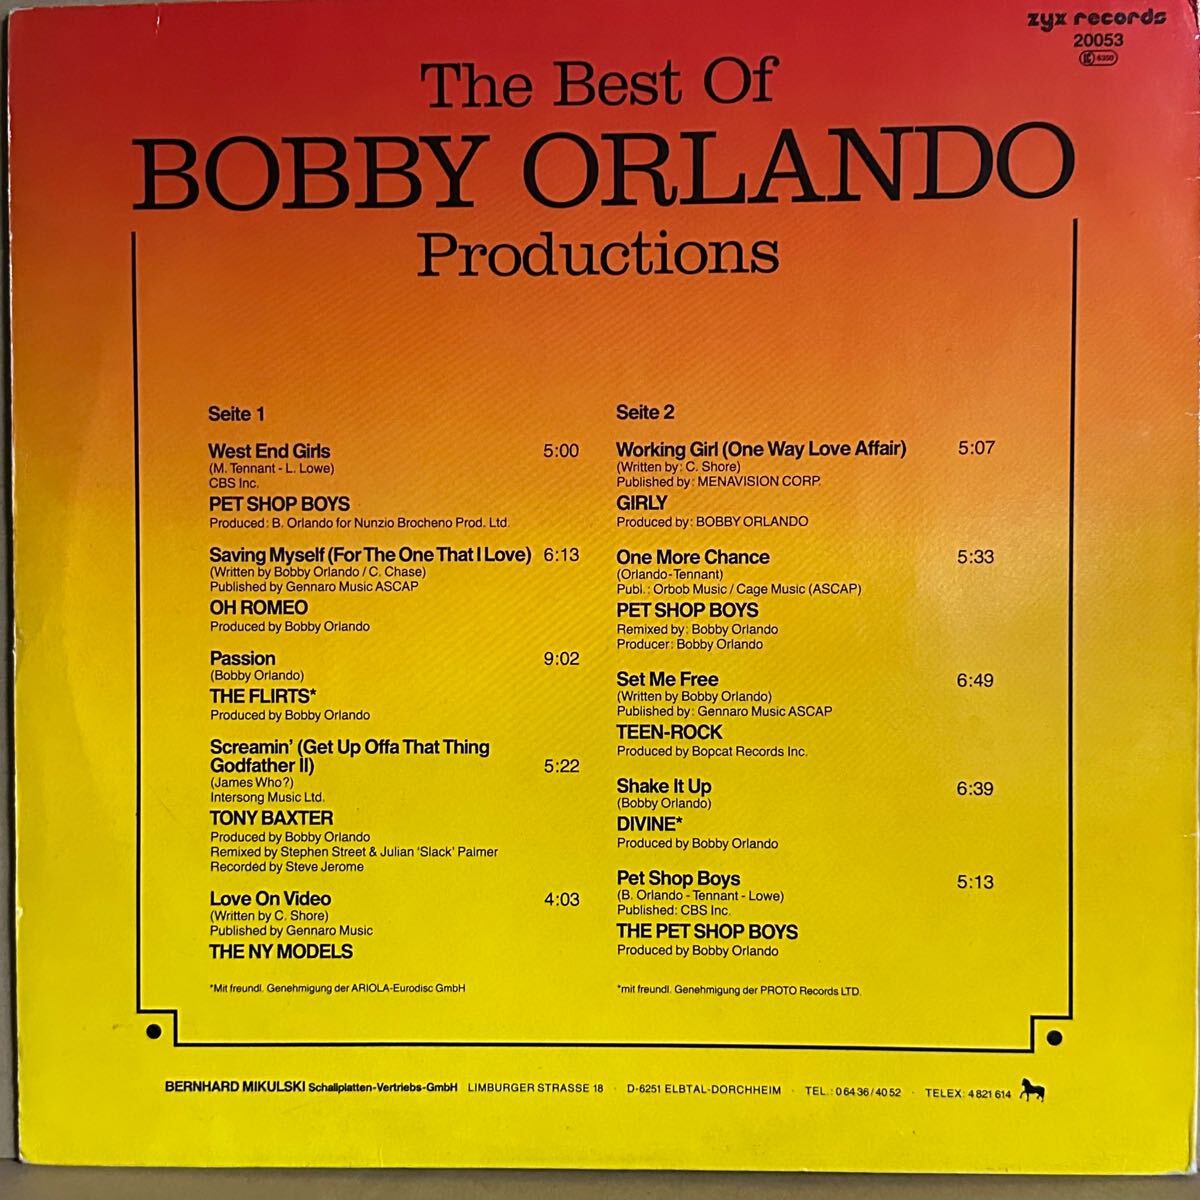 zyx records
20053
LC 6350
The Best Of
BOBBY ORLANDO
Productions
Seite 1
West End Girls 5:00
(M. Tennant - L. Lowe)
CBS Inc.
PET SHOP BOYS
Produced: B. Orlando for Nunzio Brocheno Prod. Ltd.
Saving Myself (For The One That I Love) 6:13
(Written by Bobby Orlando / C. Chase)
Published by Gennaro Music ASCAP
OH ROMEO
Produced by Bobby Orlando
Passion 9:02
(Bobby Orlando)
THE FLIRTS*
Produced by Bobby Orlando
Screamin' (Get Up Offa That Thing
Godfather II) 5:22
(James Who?)
Intersong Music Ltd.
TONY BAXTER
Produced by Bobby Orlando
Remixed by Stephen Street & Julian 'Slack' Palmer
Recorded by Steve Jerome
Love On Video 4:03
(Written by C. Shore)
Published by Gennaro Music
THE NY MODELS
*Mit freundl. Genehmigung der ARIOLA-Eurodisc GmbH
Seite 2
Working Girl (One Way Love Affair) 5:07
(Written by: C. Shore)
Published by: MENAVISION CORP.
GIRLY
Produced by: BOBBY ORLANDO
One More Chance 5:33
(Orlando-Tennant)
Publ.: Orbob Music / Cage Music (ASCAP)
PET SHOP BOYS
Remixed by: Bobby Orlando
Producer: Bobby Orlando
Set Me Free 6:49
(Written by Bobby Orlando)
Published by: Gennaro Music ASCAP
TEEN-ROCK
Produced by Bopcat Records Inc.
Shake It Up 6:39
(Bobby Orlando)
DIVINE*
Produced by Bobby Orlando
Pet Shop Boys 5:13
(B. Orlando - Tennant - Lowe)
Published: CBS Inc.
THE PET SHOP BOYS
Produced by Bobby Orlando
*mit freundl. Genehmigung der PROTO Records LTD.
BERNHARD MIKULSKI Schallplatten-Vertriebs-GmbH LIMBURGER STRASSE 18 · D-6251 ELBTAL-DORCHHEIM · TEL.: 0 64 36 / 40 52 · TELEX: 4 821 614